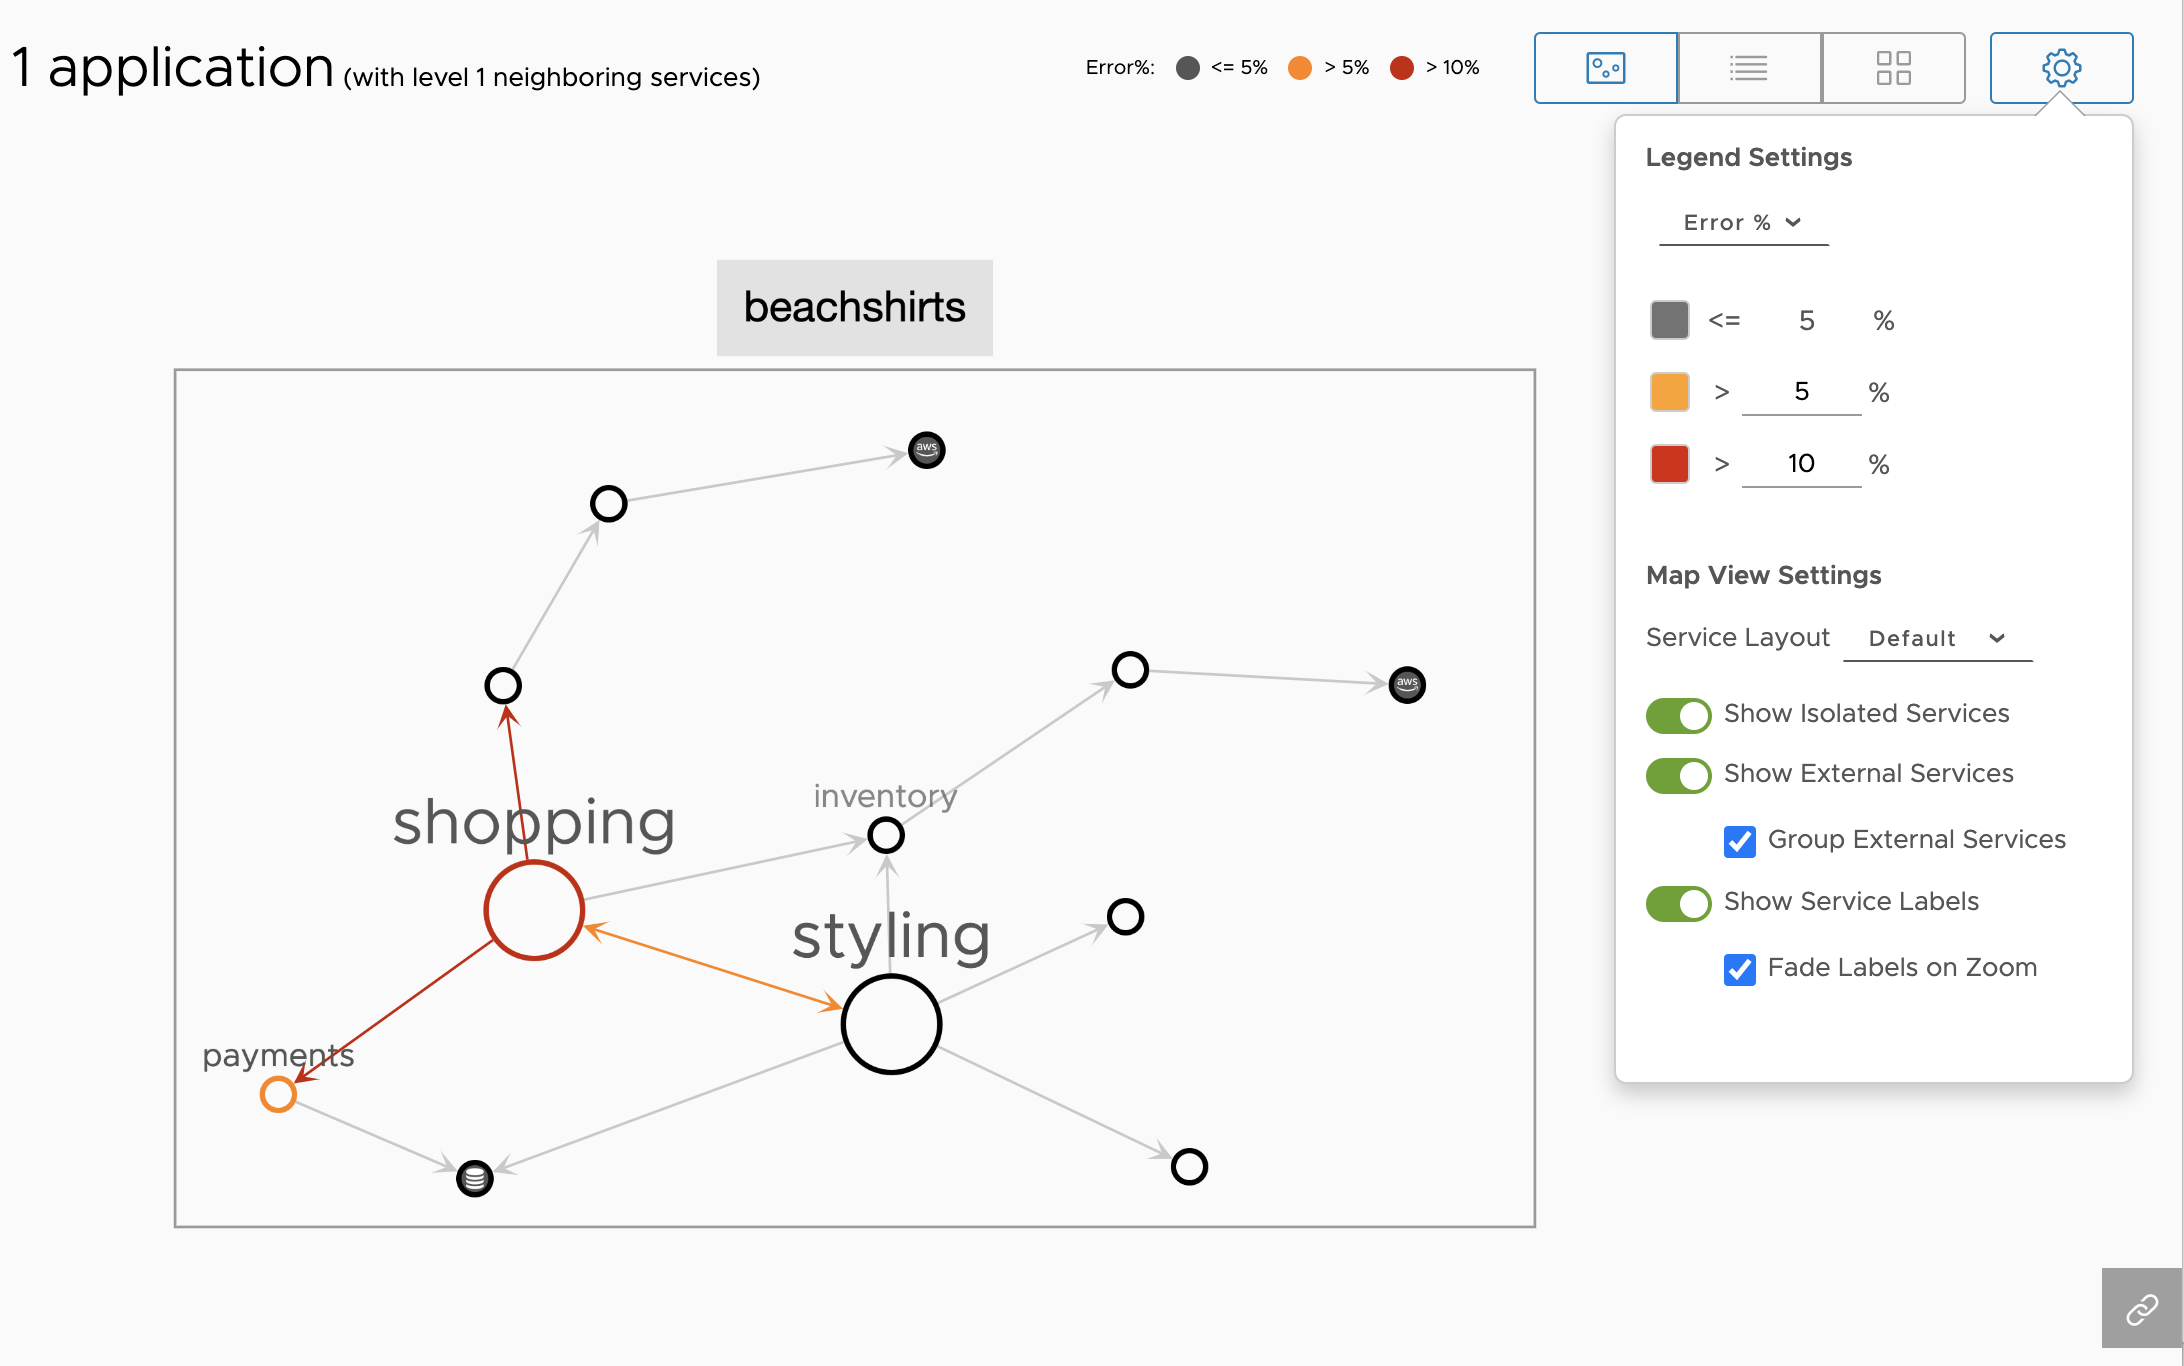 1 application (with level 1 neighboring services)
Error%: <= 5% > 5% > 10%
Legend Settings
Error %
<= 5 %
> 5 %
> 10 %
Map View Settings
Service Layout Default
Show Isolated Services
Show External Services
Group External Services
Show Service Labels
Fade Labels on Zoom
beachshirts
aws
aws
inventory
shopping
styling
payments